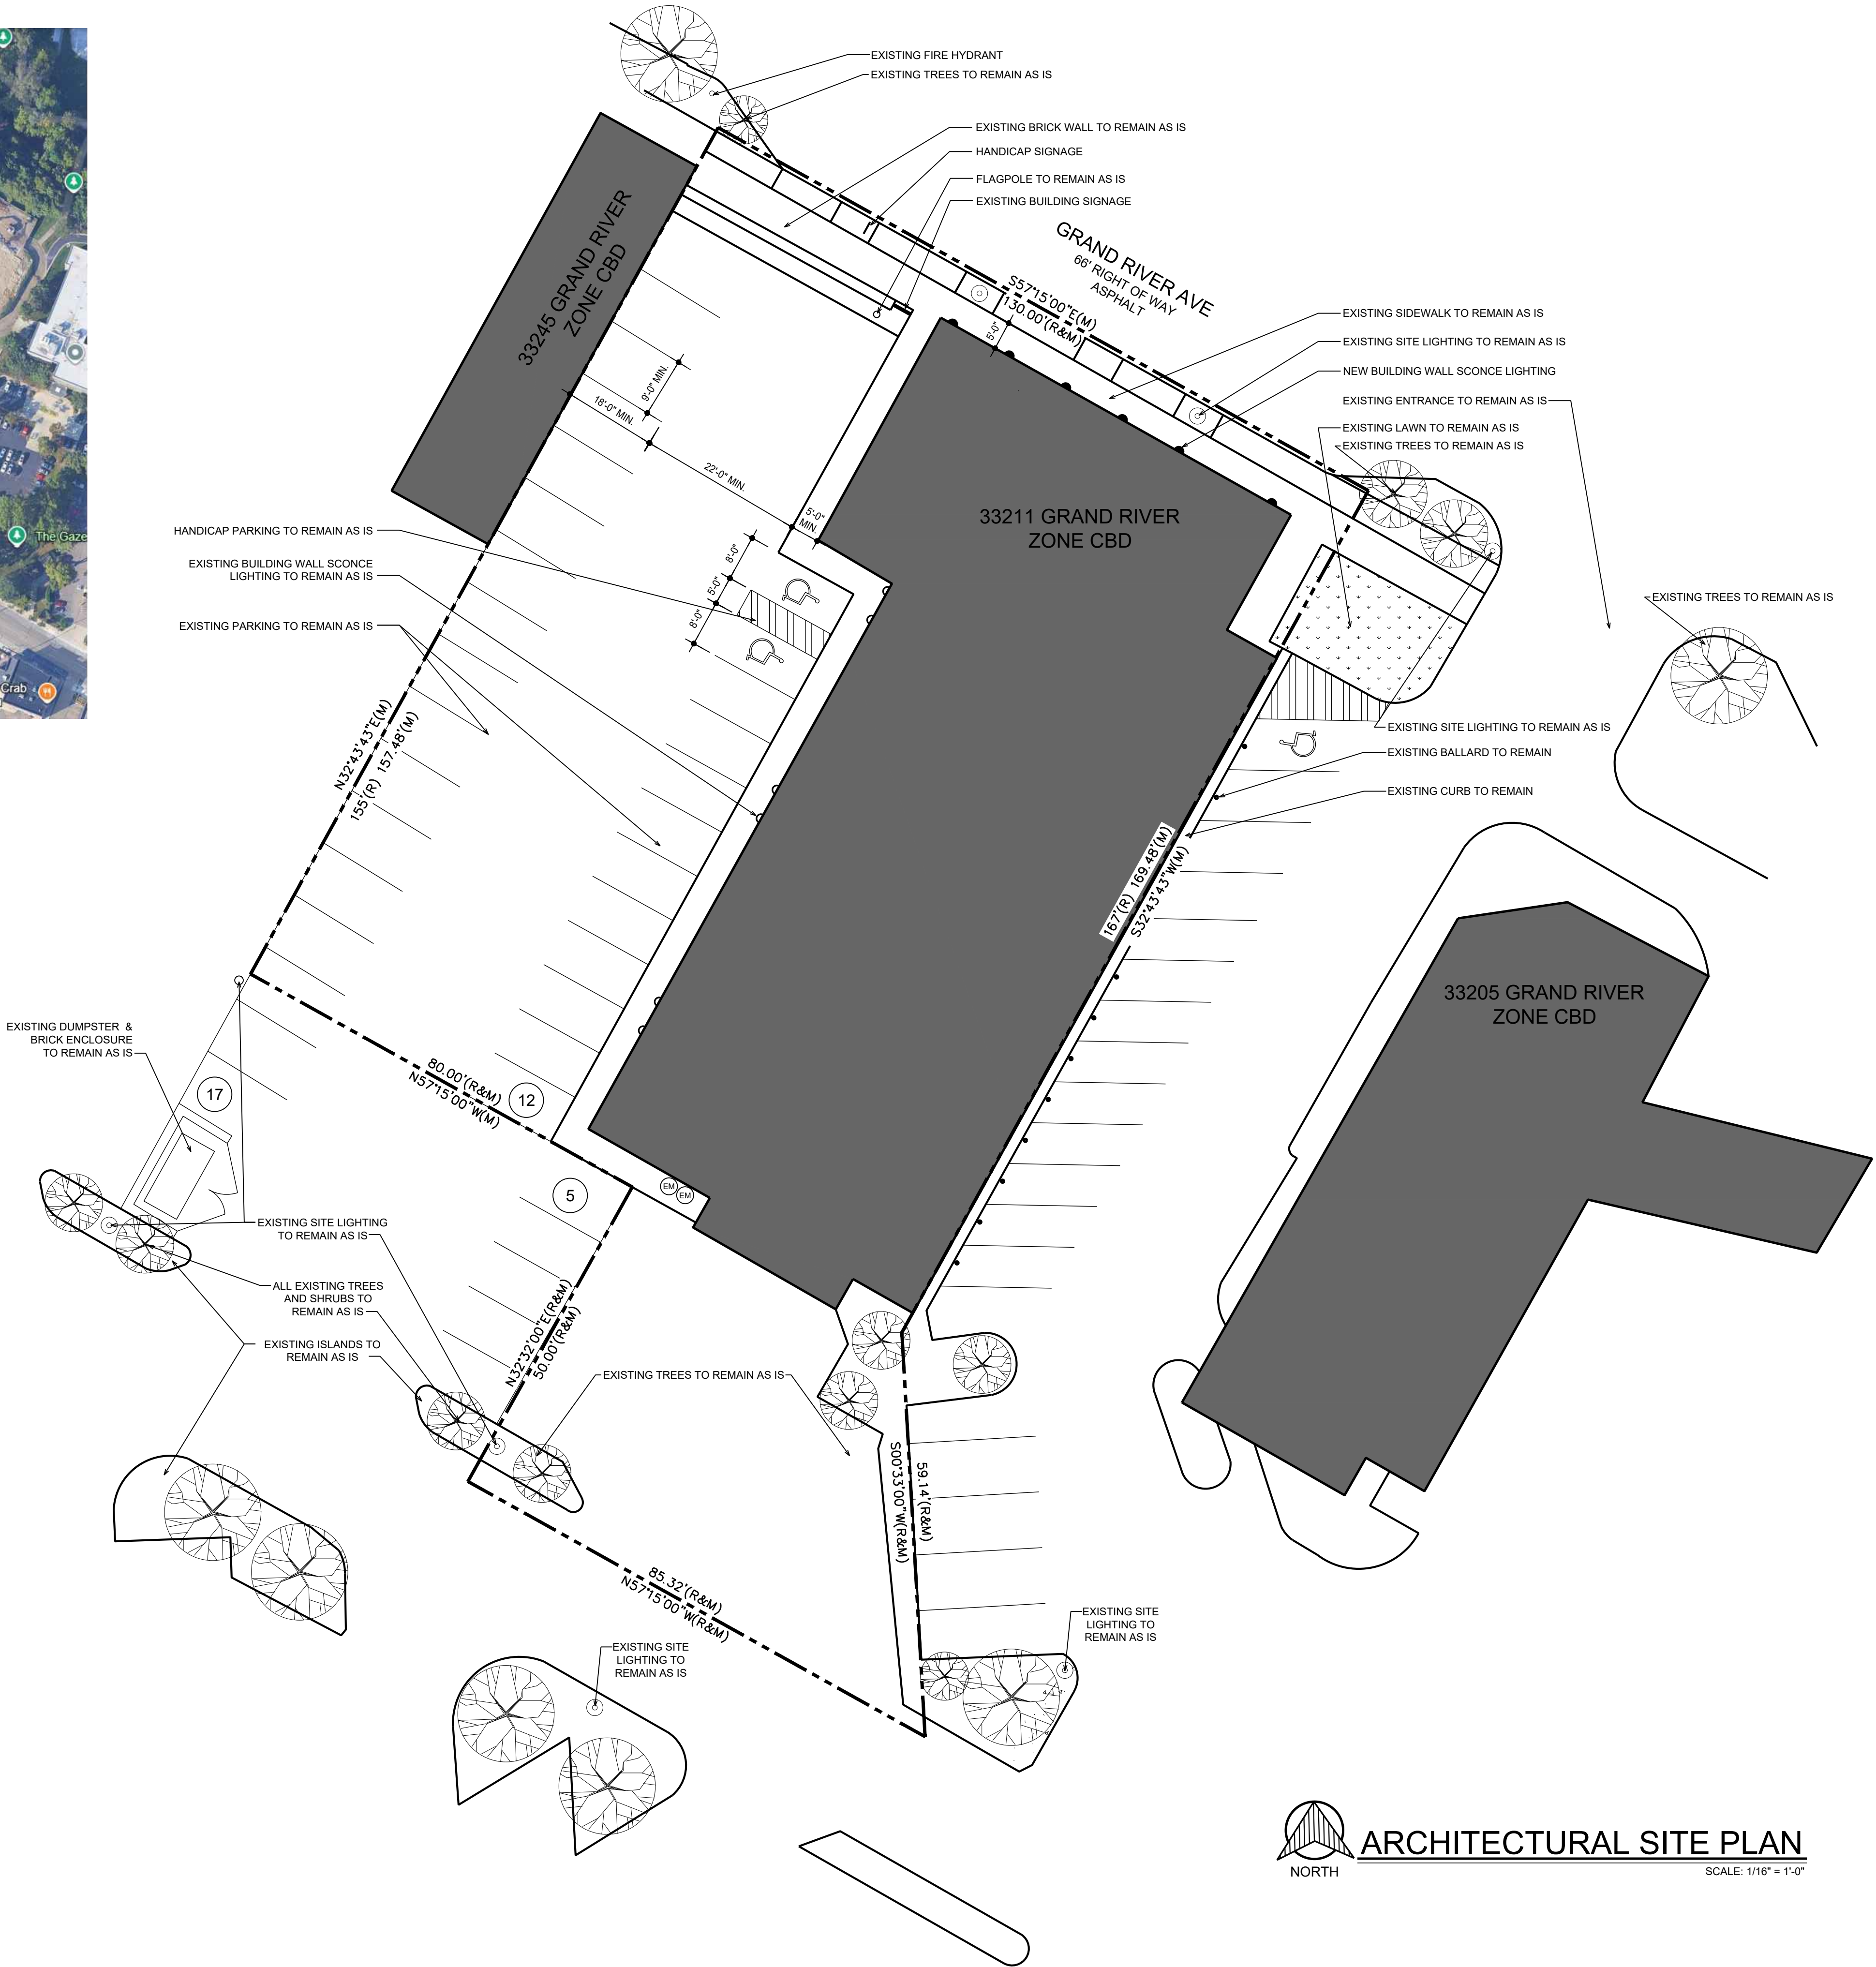 EXISTING FIRE HYDRANT
EXISTING TREES TO REMAIN AS IS
EXISTING BRICK WALL TO REMAIN AS IS
HANDICAP SIGNAGE
FLAGPOLE TO REMAIN AS IS
EXISTING BUILDING SIGNAGE
33245 GRAND RIVER
ZONE CBD
GRAND RIVER AVE
66' RIGHT OF WAY
ASPHALT
S57°15'00"E(M)
130.00'(R&M)
5'-0"
EXISTING SIDEWALK TO REMAIN AS IS
EXISTING SITE LIGHTING TO REMAIN AS IS
NEW BUILDING WALL SCONCE LIGHTING
EXISTING ENTRANCE TO REMAIN AS IS
EXISTING LAWN TO REMAIN AS IS
EXISTING TREES TO REMAIN AS IS
9'-0" MIN.
18'-0" MIN.
22'-0" MIN.
5'-0"
MIN.
33211 GRAND RIVER
ZONE CBD
The Gaze
HANDICAP PARKING TO REMAIN AS IS
8'-0"
5'-0"
8'-0"
EXISTING BUILDING WALL SCONCE
LIGHTING TO REMAIN AS IS
EXISTING PARKING TO REMAIN AS IS
EXISTING TREES TO REMAIN AS IS
Crab
N32°43'43"E(M)
155'(R) 157.48'(M)
EXISTING SITE LIGHTING TO REMAIN AS IS
EXISTING BALLARD TO REMAIN
EXISTING CURB TO REMAIN
167'(R) 169.48'(M)
S32°43'43"W(M)
33205 GRAND RIVER
ZONE CBD
EXISTING DUMPSTER &
BRICK ENCLOSURE
TO REMAIN AS IS
17
80.00'(R&M)
N57°15'00"W(M)
12
5
EM
EM
EXISTING SITE LIGHTING
TO REMAIN AS IS
ALL EXISTING TREES
AND SHRUBS TO
REMAIN AS IS
EXISTING ISLANDS TO
REMAIN AS IS
N32°32'00"E(R&M)
50.00'(R&M)
EXISTING TREES TO REMAIN AS IS
S00°33'00"W(R&M)
59.14'(R&M)
85.32'(R&M)
N57°15'00"W(R&M)
EXISTING SITE
LIGHTING TO
REMAIN AS IS
EXISTING SITE
LIGHTING TO
REMAIN AS IS
NORTH
ARCHITECTURAL SITE PLAN
SCALE: 1/16" = 1'-0"